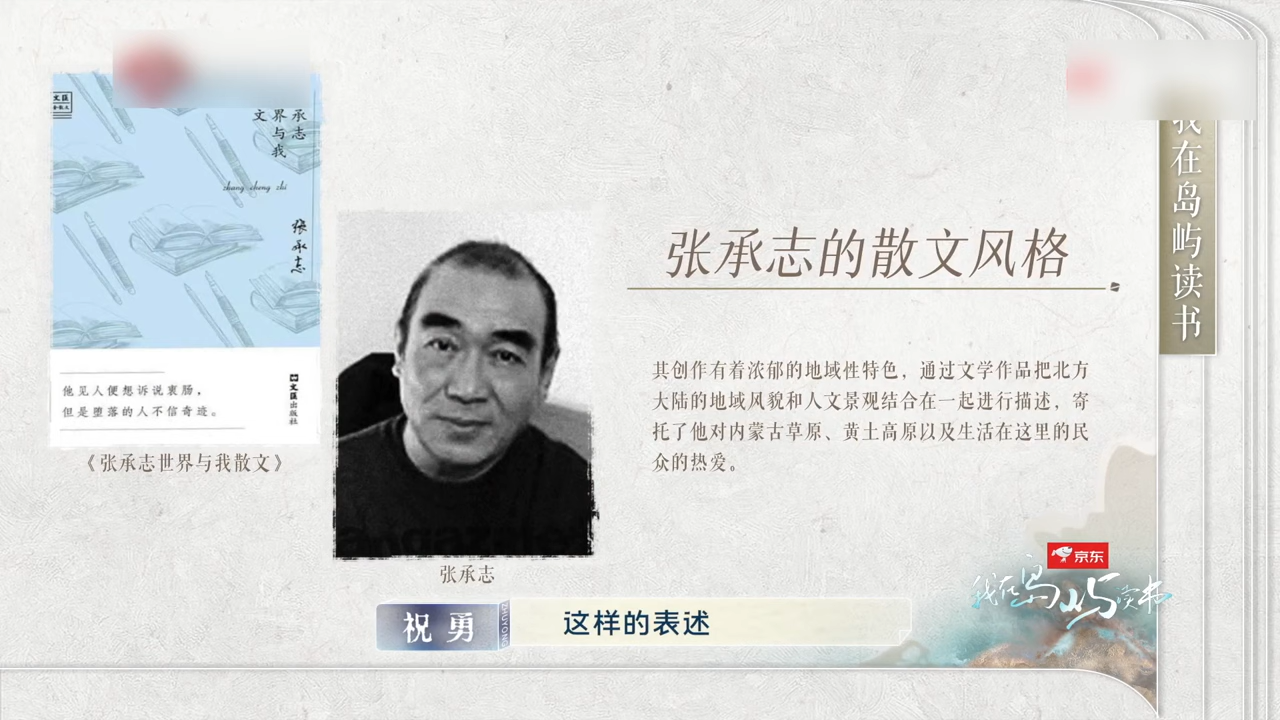 文匯
承志
界与我
文
zhang cheng zhi
张承志
他见人便想诉说衷肠，
但是堕落的人不信奇迹。
文匯出版社
《张承志世界与我散文》
张承志
张承志的散文风格
其创作有着浓郁的地域性特色，通过文学作品把北方
大陆的地域风貌和人文景观结合在一起进行描述，寄
托了他对内蒙古草原、黄土高原以及生活在这里的民
众的热爱。
我在岛屿读书
京东
我在岛屿读书
祝勇
ZHUYONG
这样的表述